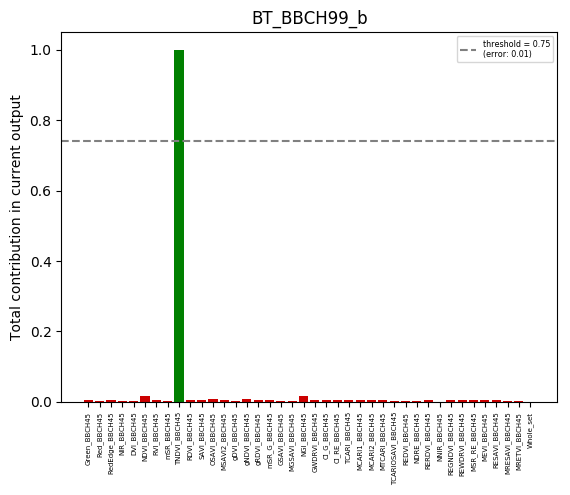 BT_BBCH99_b
threshold = 0.75
(error: 0.01)
Total contribution in current output
1.0
0.8
0.6
0.4
0.2
0.0
Green_BBCH45
Red_BBCH45
RedEdge_BBCH45
NIR_BBCH45
DVI_BBCH45
NDVI_BBCH45
RVI_BBCH45
mSR_BBCH45
TNDVI_BBCH45
RDVI_BBCH45
SAVI_BBCH45
OSAVI_BBCH45
MSAVI2_BBCH45
gDVI_BBCH45
gNDVI_BBCH45
gRDVI_BBCH45
mSR_G_BBCH45
GSAVI_BBCH45
MGSAVI_BBCH45
NGI_BBCH45
GWDRVI_BBCH45
CI_G_BBCH45
CI_RE_BBCH45
TCARI_BBCH45
MCARI1_BBCH45
MCARI2_BBCH45
MTCARI_BBCH45
TCARIOSAVI_BBCH45
REDVI_BBCH45
NDRE_BBCH45
RERDVI_BBCH45
NNIR_BBCH45
REGNDVI_BBCH45
REWDRVI_BBCH45
MSR_RE_BBCH45
MEVI_BBCH45
RESAVI_BBCH45
MRESAVI_BBCH45
MRETVI_BBCH45
Whole_set